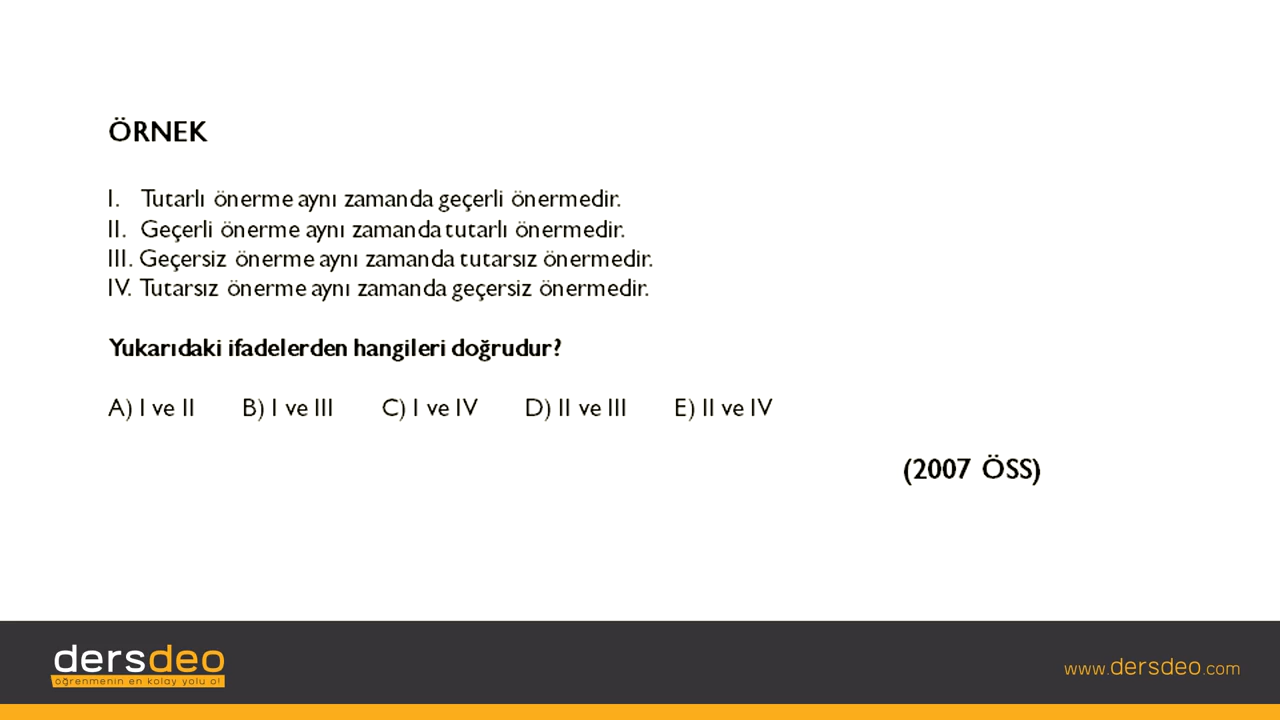 ÖRNEK
I. Tutarlı önerme aynı zamanda geçerli önermedir.
II. Geçerli önerme aynı zamanda tutarlı önermedir.
III. Geçersiz önerme aynı zamanda tutarsız önermedir.
IV. Tutarsız önerme aynı zamanda geçersiz önermedir.
Yukarıdaki ifadelerden hangileri doğrudur?
A) I ve II B) I ve III C) I ve IV D) II ve III E) II ve IV
(2007 ÖSS)
dersdeo
öğrenmenin en kolay yolu o!
www.dersdeo.com